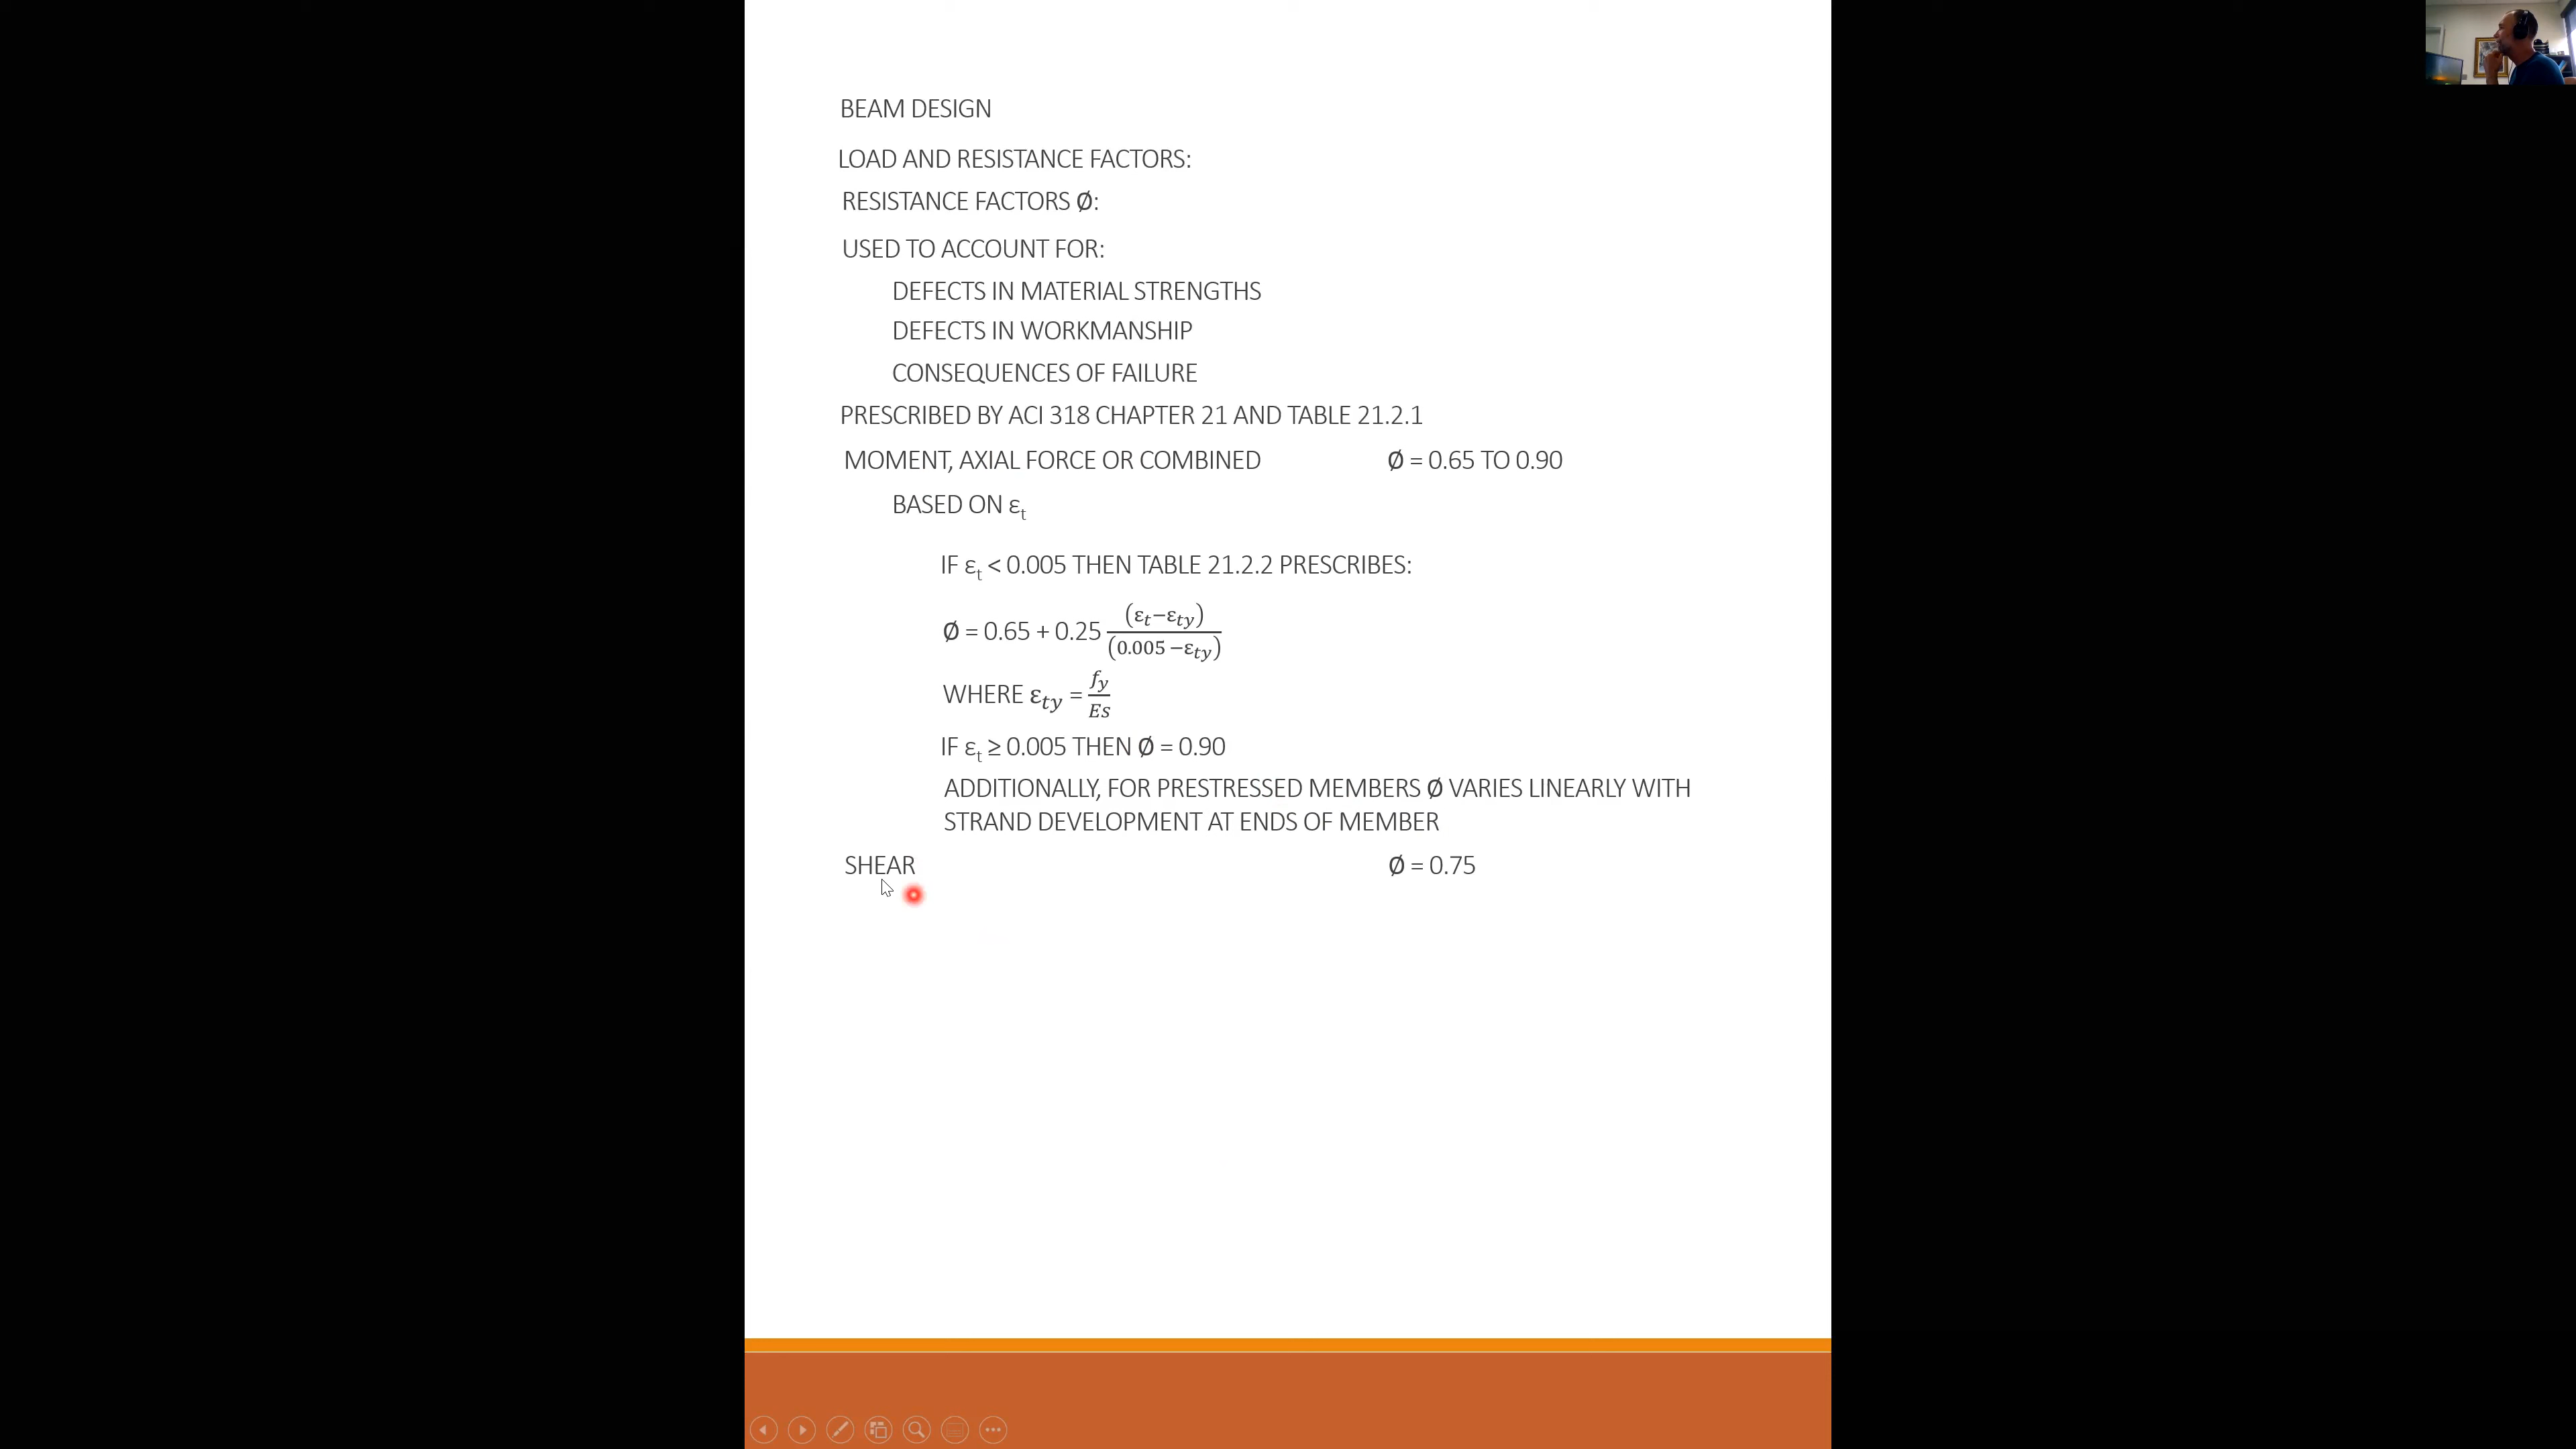 BEAM DESIGN
LOAD AND RESISTANCE FACTORS:
RESISTANCE FACTORS Ø:
USED TO ACCOUNT FOR:
DEFECTS IN MATERIAL STRENGTHS
DEFECTS IN WORKMANSHIP
CONSEQUENCES OF FAILURE
PRESCRIBED BY ACI 318 CHAPTER 21 AND TABLE 21.2.1
MOMENT, AXIAL FORCE OR COMBINED Ø = 0.65 TO 0.90
BASED ON εt
IF εt < 0.005 THEN TABLE 21.2.2 PRESCRIBES:
Ø = 0.65 + 0.25 (εt−εty)/(0.005 −εty)
WHERE εty = fy/Es
IF εt ≥ 0.005 THEN Ø = 0.90
ADDITIONALLY, FOR PRESTRESSED MEMBERS Ø VARIES LINEARLY WITH
STRAND DEVELOPMENT AT ENDS OF MEMBER
SHEAR Ø = 0.75